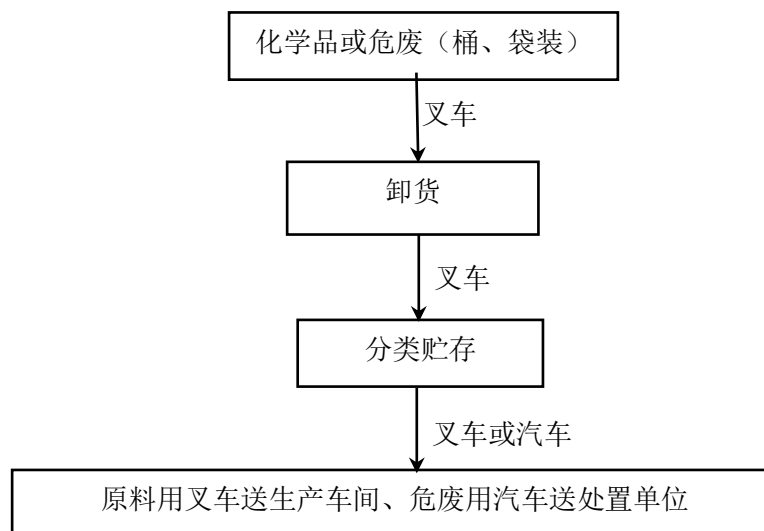 化学品或危废（桶、袋装）
叉车
卸货
叉车
分类贮存
叉车或汽车
原料用叉车送生产车间、危废用汽车送处置单位